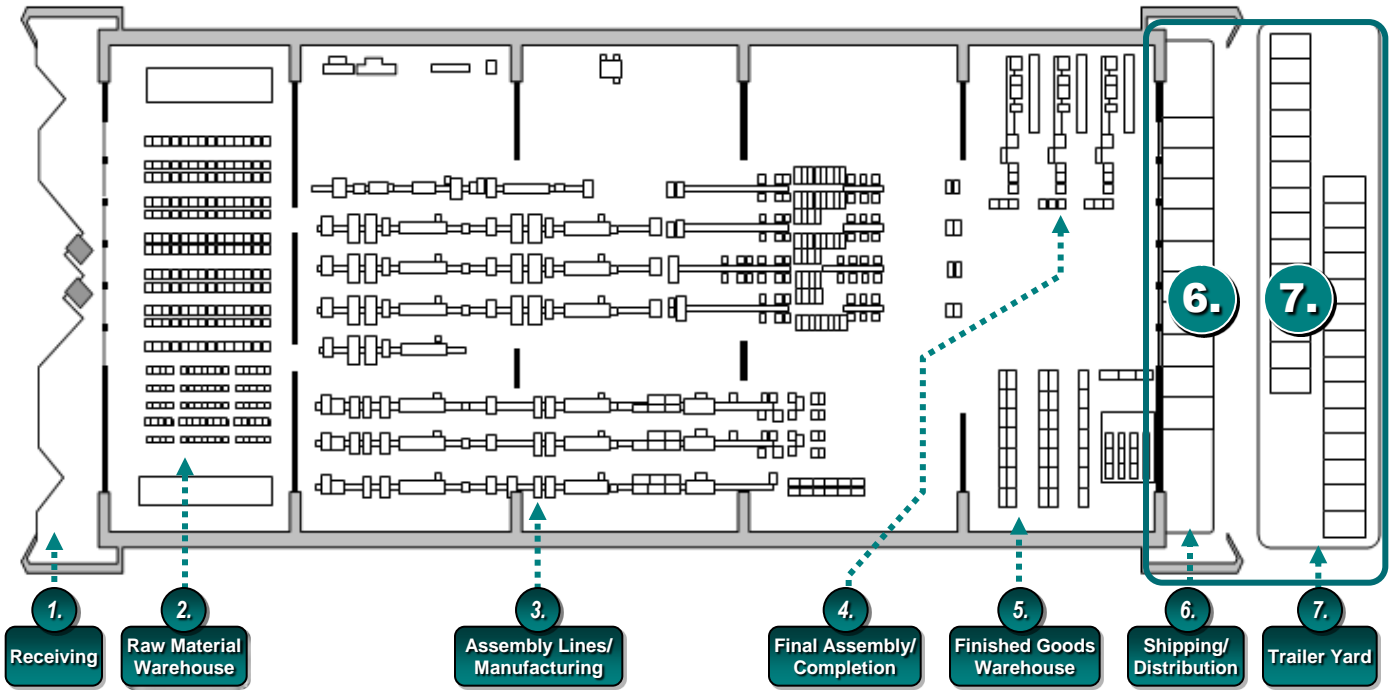 6.
7.
1.
Receiving
2.
Raw Material
Warehouse
3.
Assembly Lines/
Manufacturing
4.
Final Assembly/
Completion
5.
Finished Goods
Warehouse
6.
Shipping/
Distribution
7.
Trailer Yard